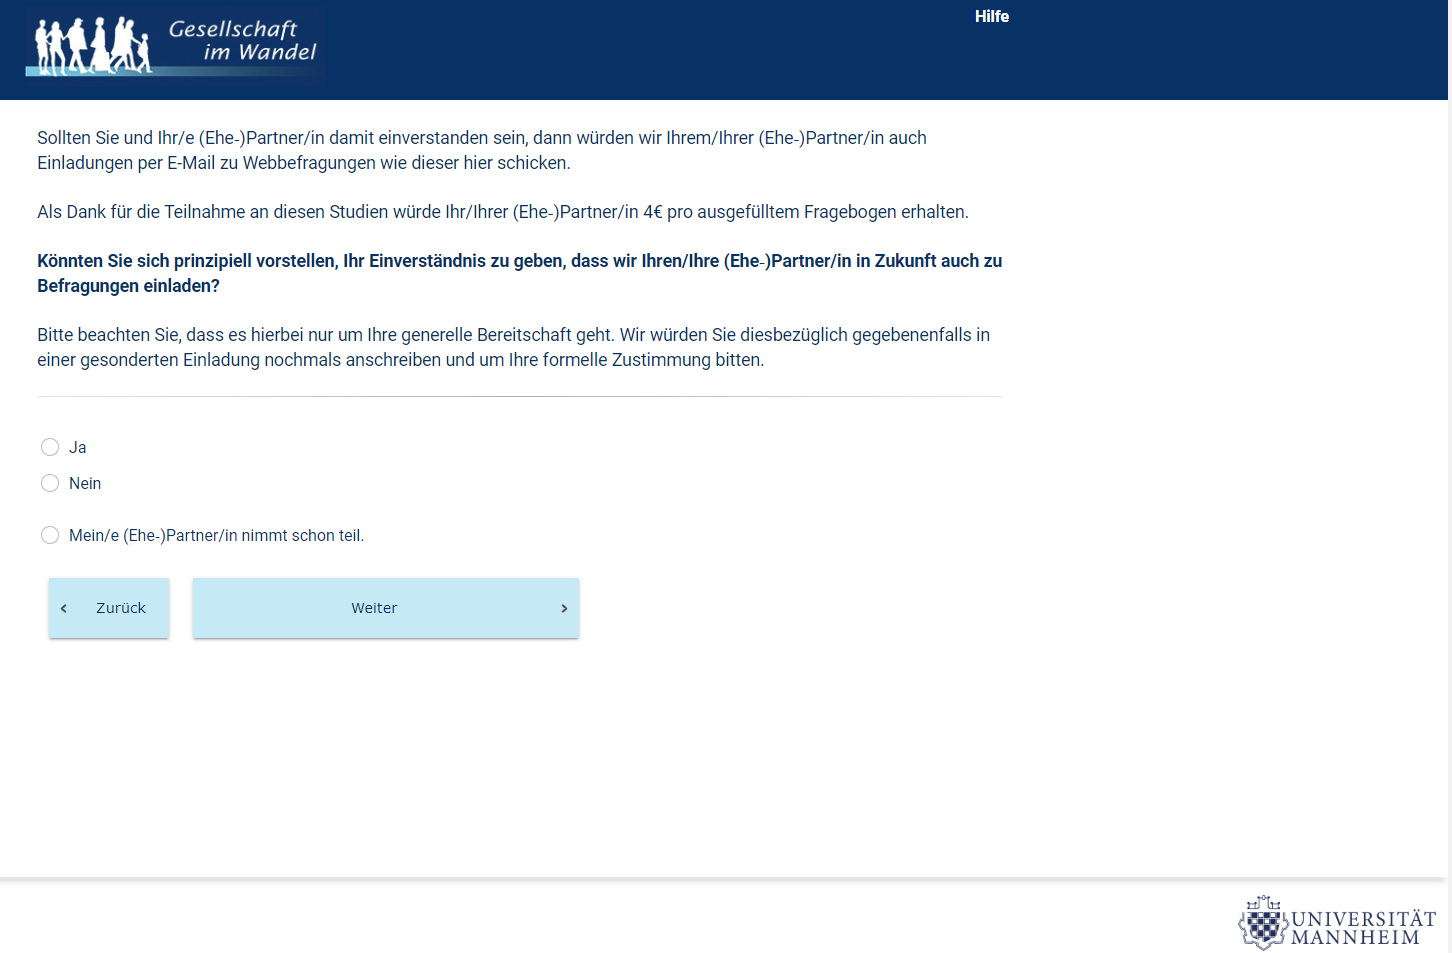 Gesellschaft
im Wandel
Hilfe
Sollten Sie und Ihr/e (Ehe-)Partner/in damit einverstanden sein, dann würden wir Ihrem/Ihrer (Ehe-)Partner/in auch
Einladungen per E-Mail zu Webbefragungen wie dieser hier schicken.
Als Dank für die Teilnahme an diesen Studien würde Ihr/Ihrer (Ehe-)Partner/in 4€ pro ausgefülltem Fragebogen erhalten.
Könnten Sie sich prinzipiell vorstellen, Ihr Einverständnis zu geben, dass wir Ihren/Ihre (Ehe-)Partner/in in Zukunft auch zu
Befragungen einladen?
Bitte beachten Sie, dass es hierbei nur um Ihre generelle Bereitschaft geht. Wir würden Sie diesbezüglich gegebenenfalls in
einer gesonderten Einladung nochmals anschreiben und um Ihre formelle Zustimmung bitten.
Ja
Nein
Mein/e (Ehe-)Partner/in nimmt schon teil.
‹ Zurück
Weiter ›
UNIVERSITÄT
MANNHEIM